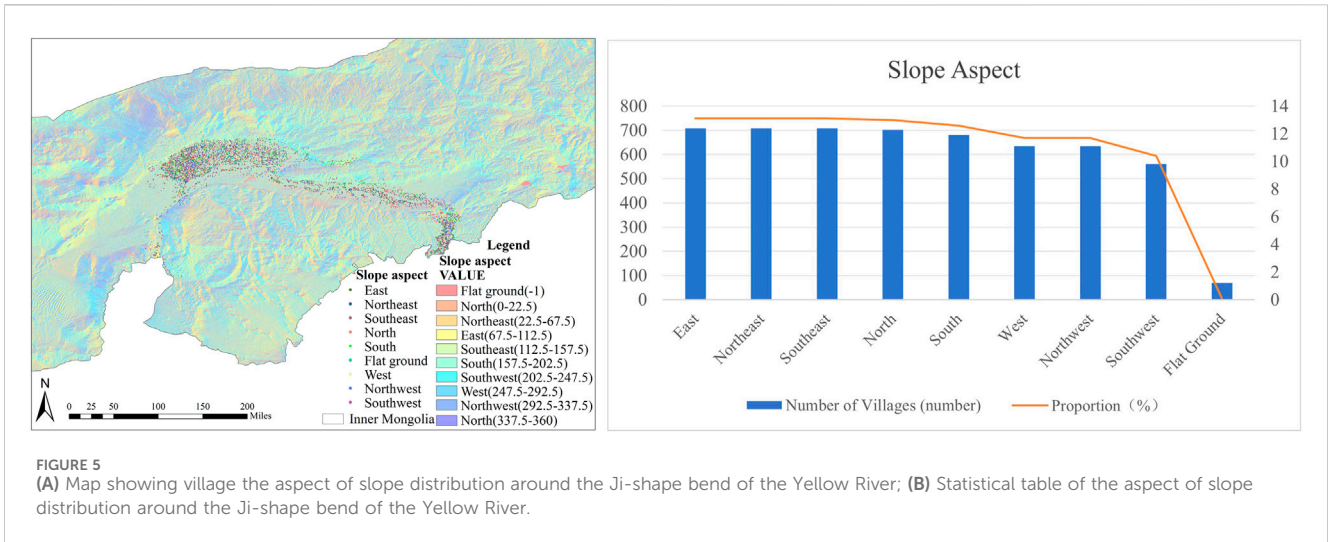 Legend
Slope aspect
East
Northeast
Southeast
North
South
Flat ground
West
Northwest
Southwest
Slope aspect
VALUE
Flat ground(-1)
North(0-22.5)
Northeast(22.5-67.5)
East(67.5-112.5)
Southeast(112.5-157.5)
South(157.5-202.5)
Southwest(202.5-247.5)
West(247.5-292.5)
Northwest(292.5-337.5)
North(337.5-360)
Inner Mongolia
N
0 25 50 100 150 200
Miles
Slope Aspect
800
700
600
500
400
300
200
100
0
14
12
10
8
6
4
2
0
East
Northeast
Southeast
North
South
West
Northwest
Southwest
Flat Ground
Number of Villages (number)
Proportion（%）
FIGURE 5
(A) Map showing village the aspect of slope distribution around the Ji-shape bend of the Yellow River; (B) Statistical table of the aspect of slope
distribution around the Ji-shape bend of the Yellow River.